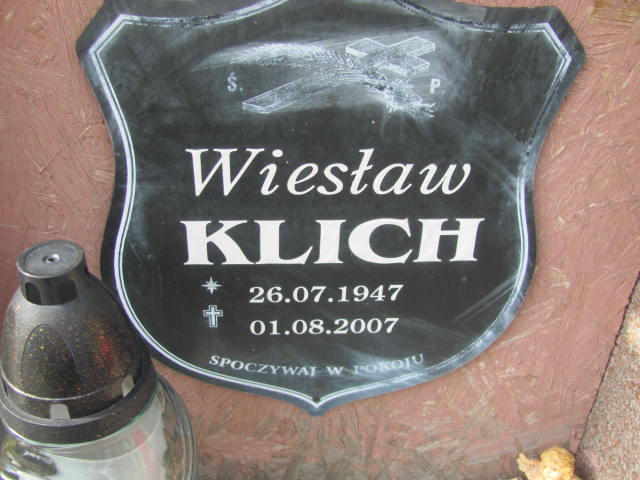 Ś. P
Wiesław
KLICH
26.07.1947
01.08.2007
SPOCZYWAJ W POKOJU